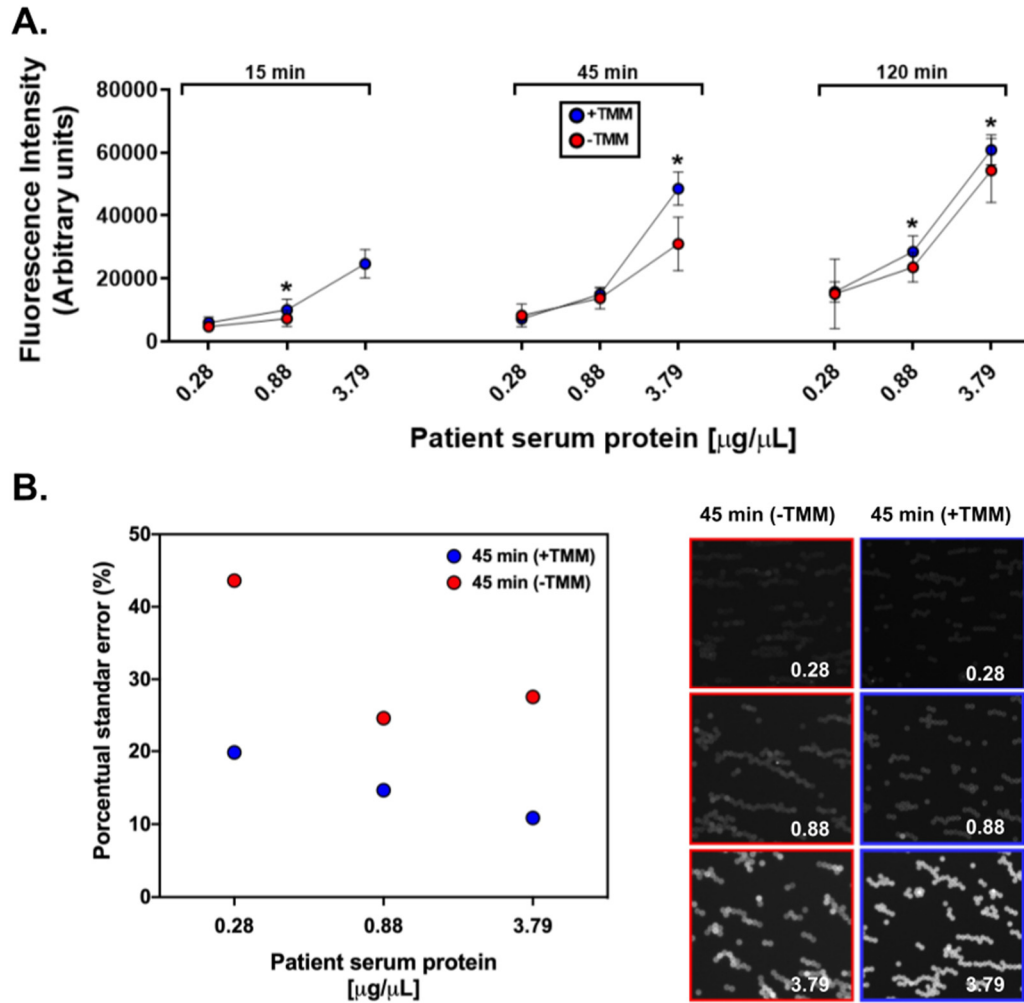 A.
15 min
45 min
120 min
+TMM
-TMM
80000
60000
40000
20000
0
Fluorescence Intensity
(Arbitrary units)
*
*
*
*
0.28
0.88
3.79
0.28
0.88
3.79
0.28
0.88
3.79
Patient serum protein [µg/µL]
B.
50
40
30
20
10
0
Porcentual standar error (%)
45 min (+TMM)
45 min (-TMM)
0.28
0.88
3.79
Patient serum protein
[µg/µL]
45 min (-TMM)
45 min (+TMM)
0.28
0.28
0.88
0.88
3.79
3.79